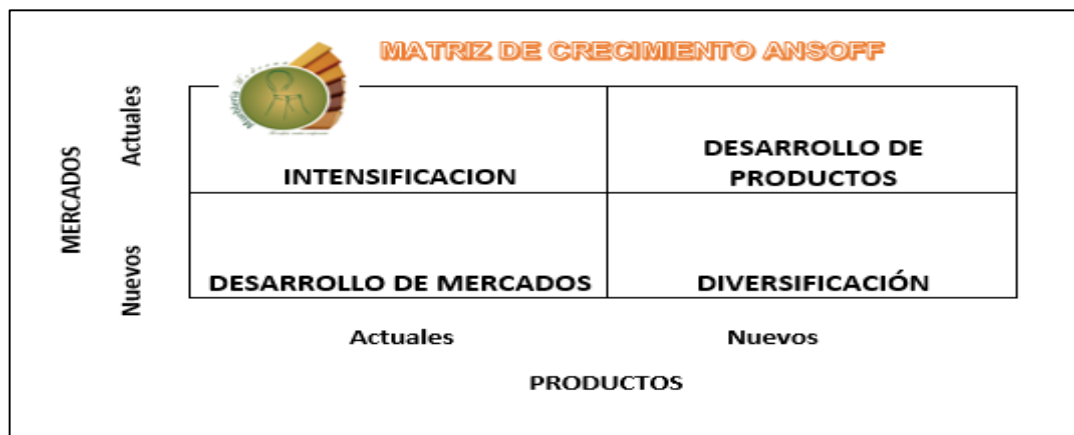 MATRIZ DE CRECIMIENTO ANSOFF
MERCADOS
Actuales
INTENSIFICACION
DESARROLLO DE
PRODUCTOS
Nuevos
DESARROLLO DE MERCADOS
DIVERSIFICACIÓN
Actuales
Nuevos
PRODUCTOS